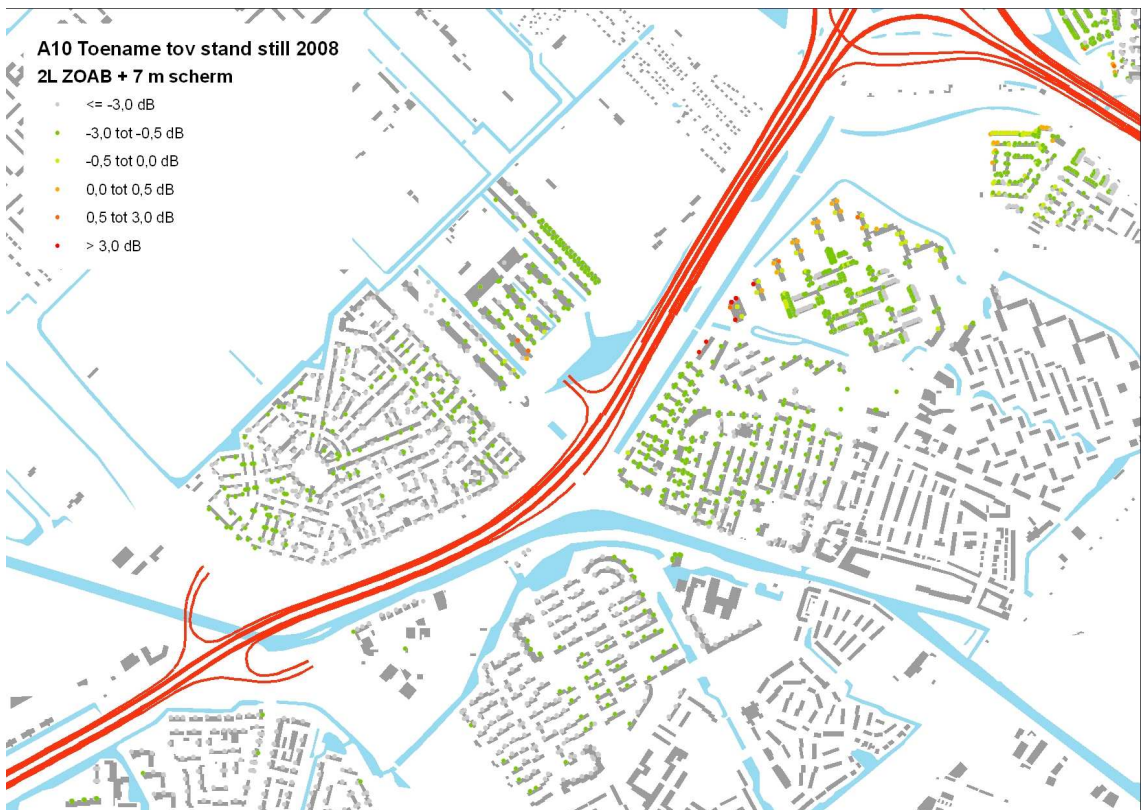 A10 Toename tov stand still 2008
2L ZOAB + 7 m scherm
<= -3,0 dB
-3,0 tot -0,5 dB
-0,5 tot 0,0 dB
0,0 tot 0,5 dB
0,5 tot 3,0 dB
> 3,0 dB